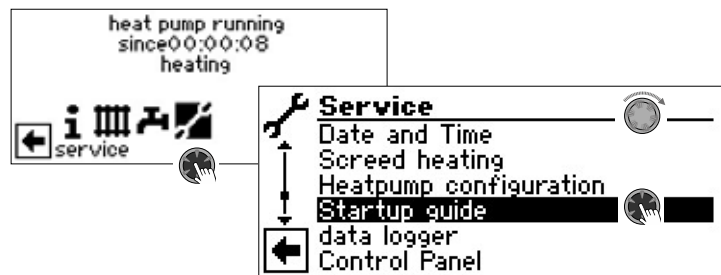 heat pump running
since00:00:08
heating
service
Service
Date and Time
Screed heating
Heatpump configuration
Startup guide
data logger
Control Panel